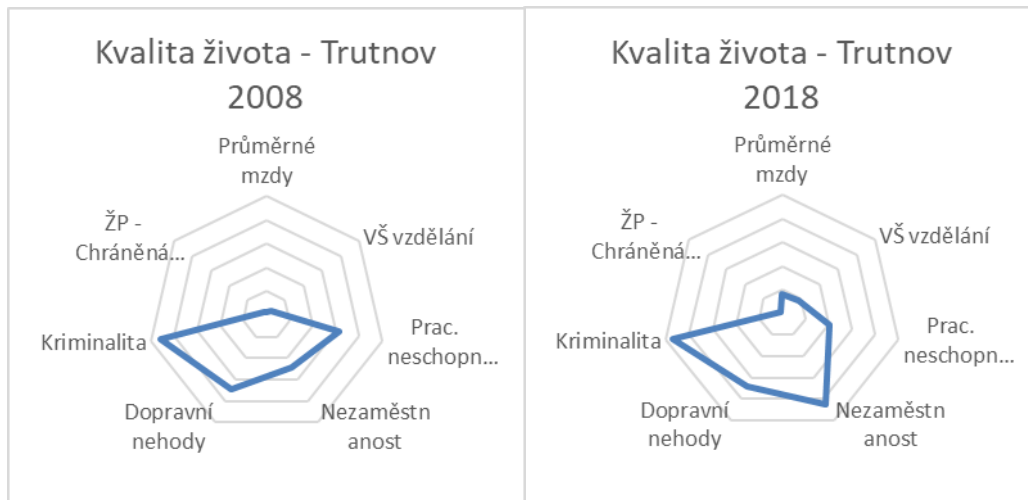 Kvalita života - Trutnov
2008
Průměrné
mzdy
VŠ vzdělání
Prac.
neschopn...
Nezaměstn
anost
Dopravní
nehody
Kriminalita
ŽP -
Chráněná...
Kvalita života - Trutnov
2018
Průměrné
mzdy
VŠ vzdělání
Prac.
neschopn...
Nezaměstn
anost
Dopravní
nehody
Kriminalita
ŽP -
Chráněná...